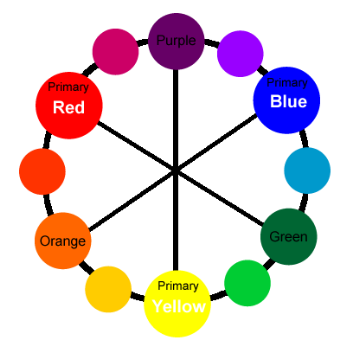 Purple
Primary
Red
Primary
Blue
Orange
Green
Primary
Yellow